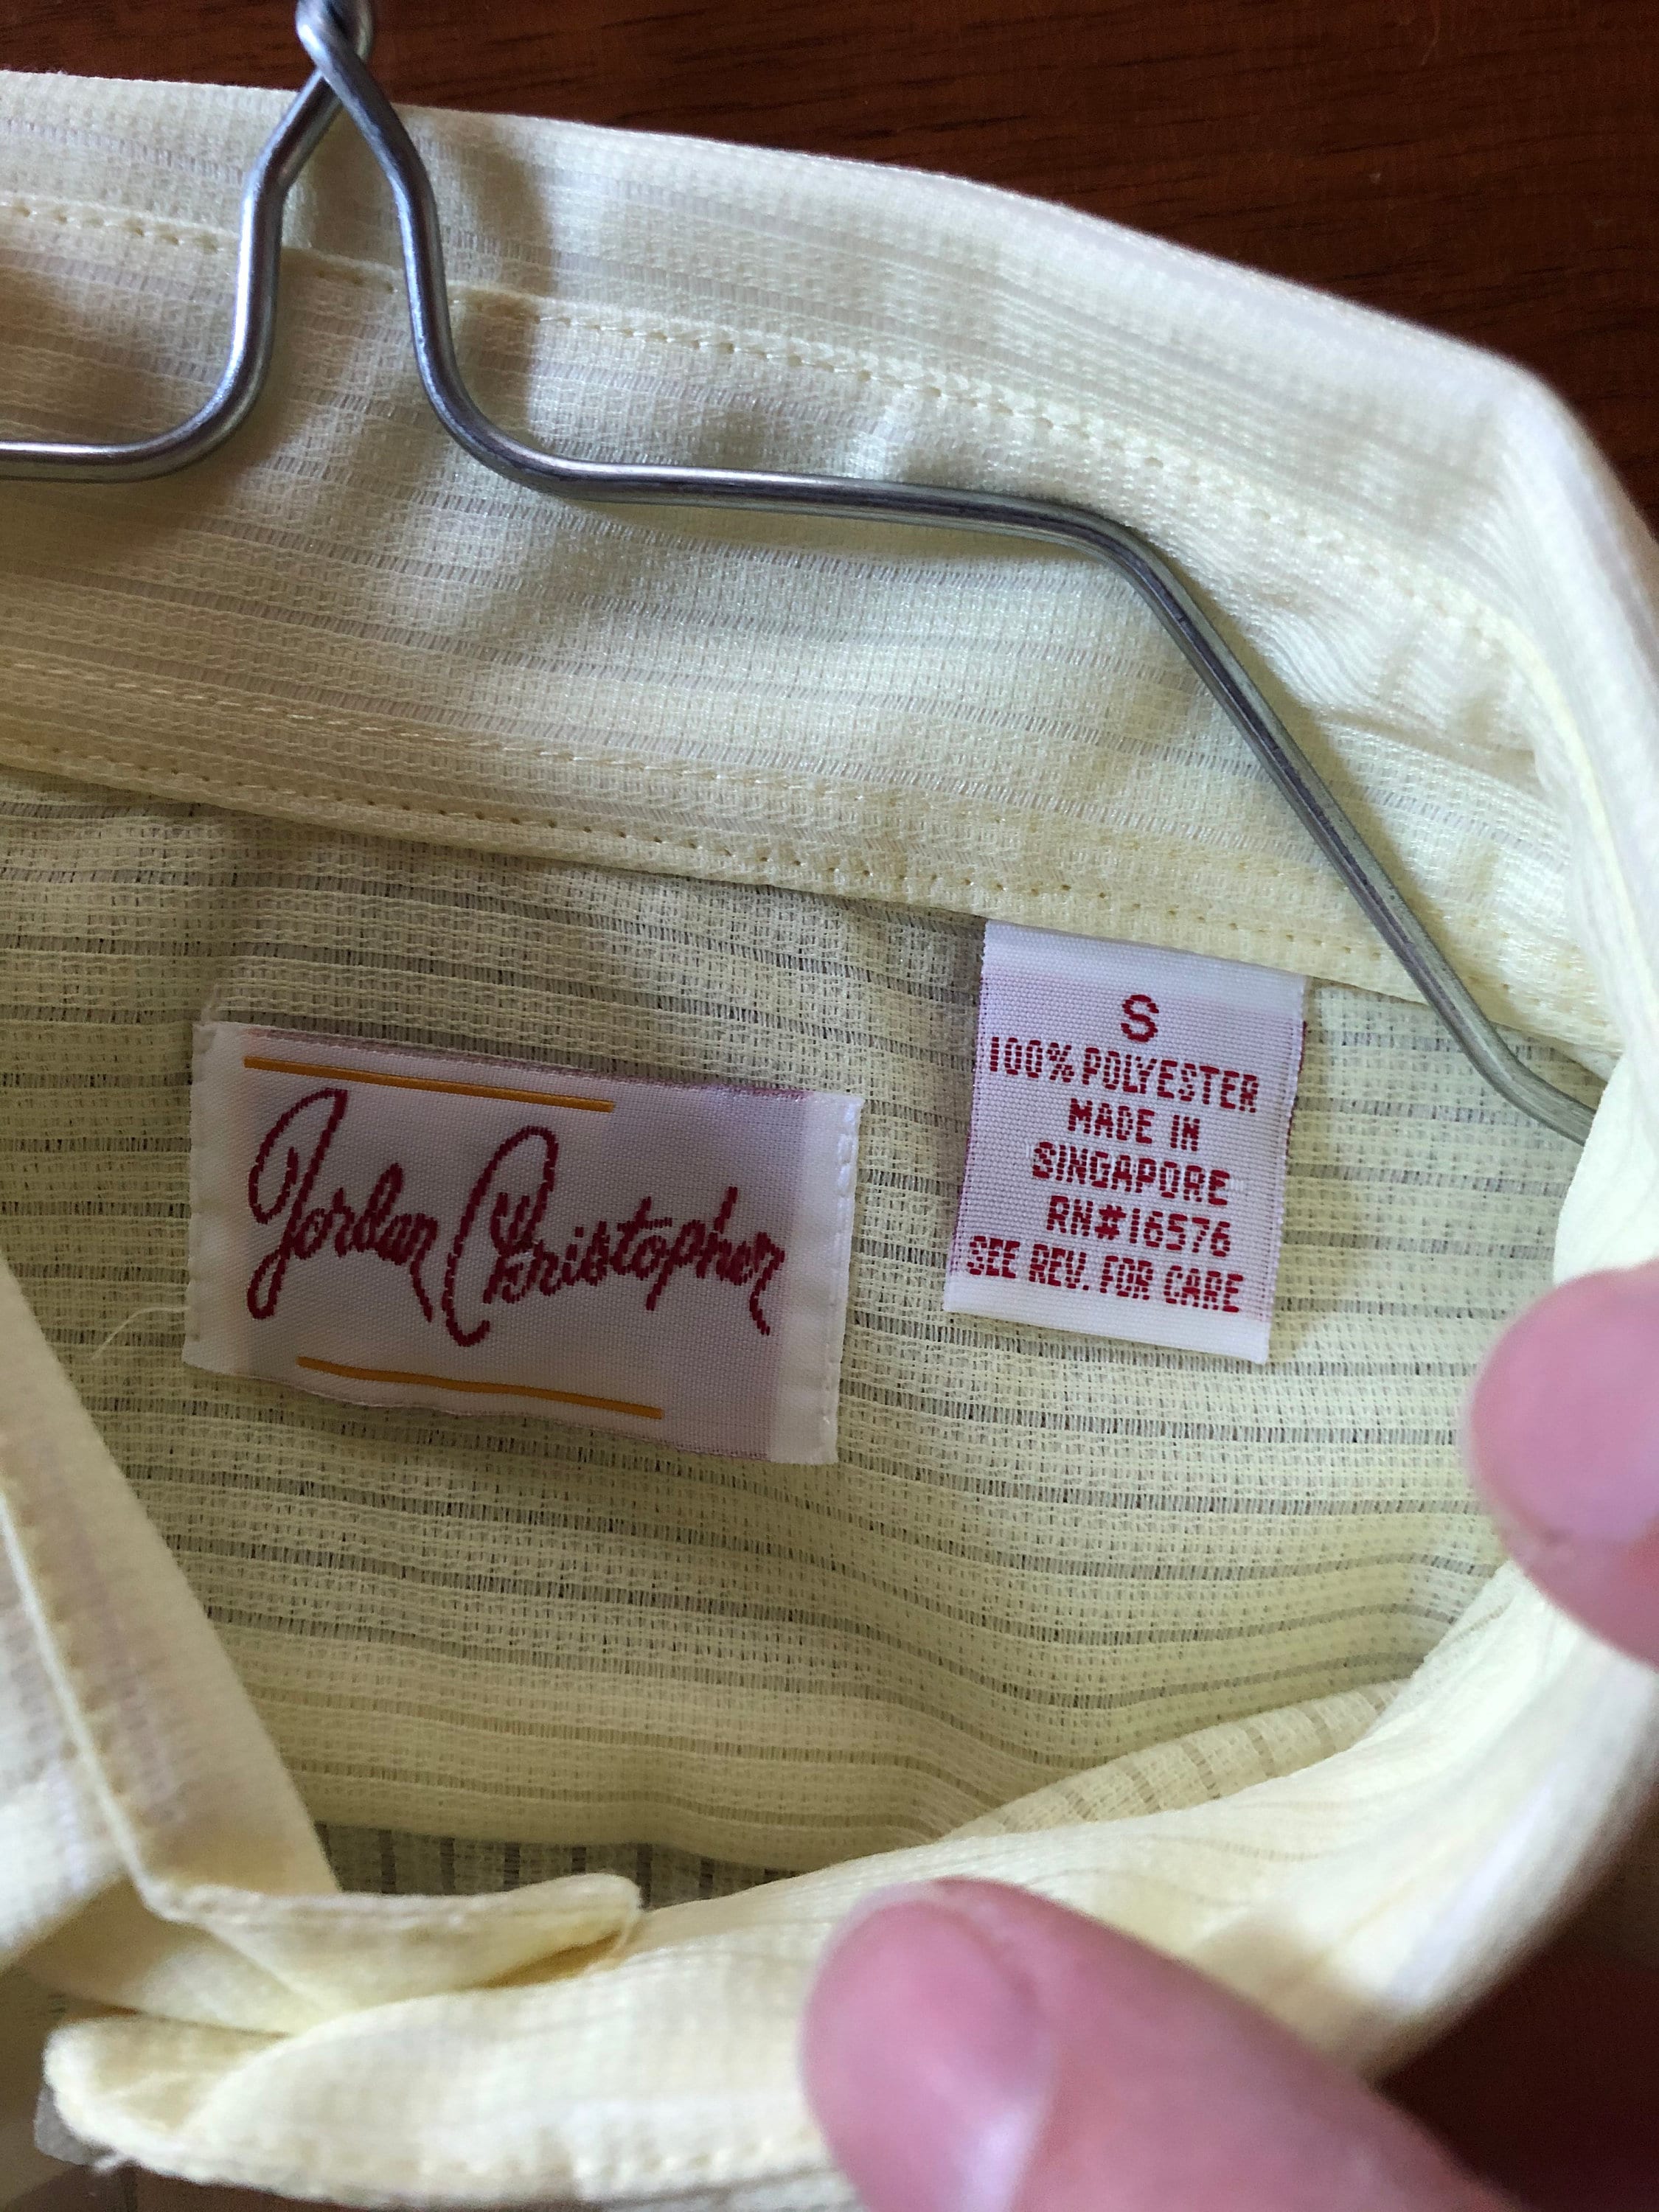 Jordan Christopher
S
100% POLYESTER
MADE IN
SINGAPORE
RN#16576
SEE REV. FOR CARE